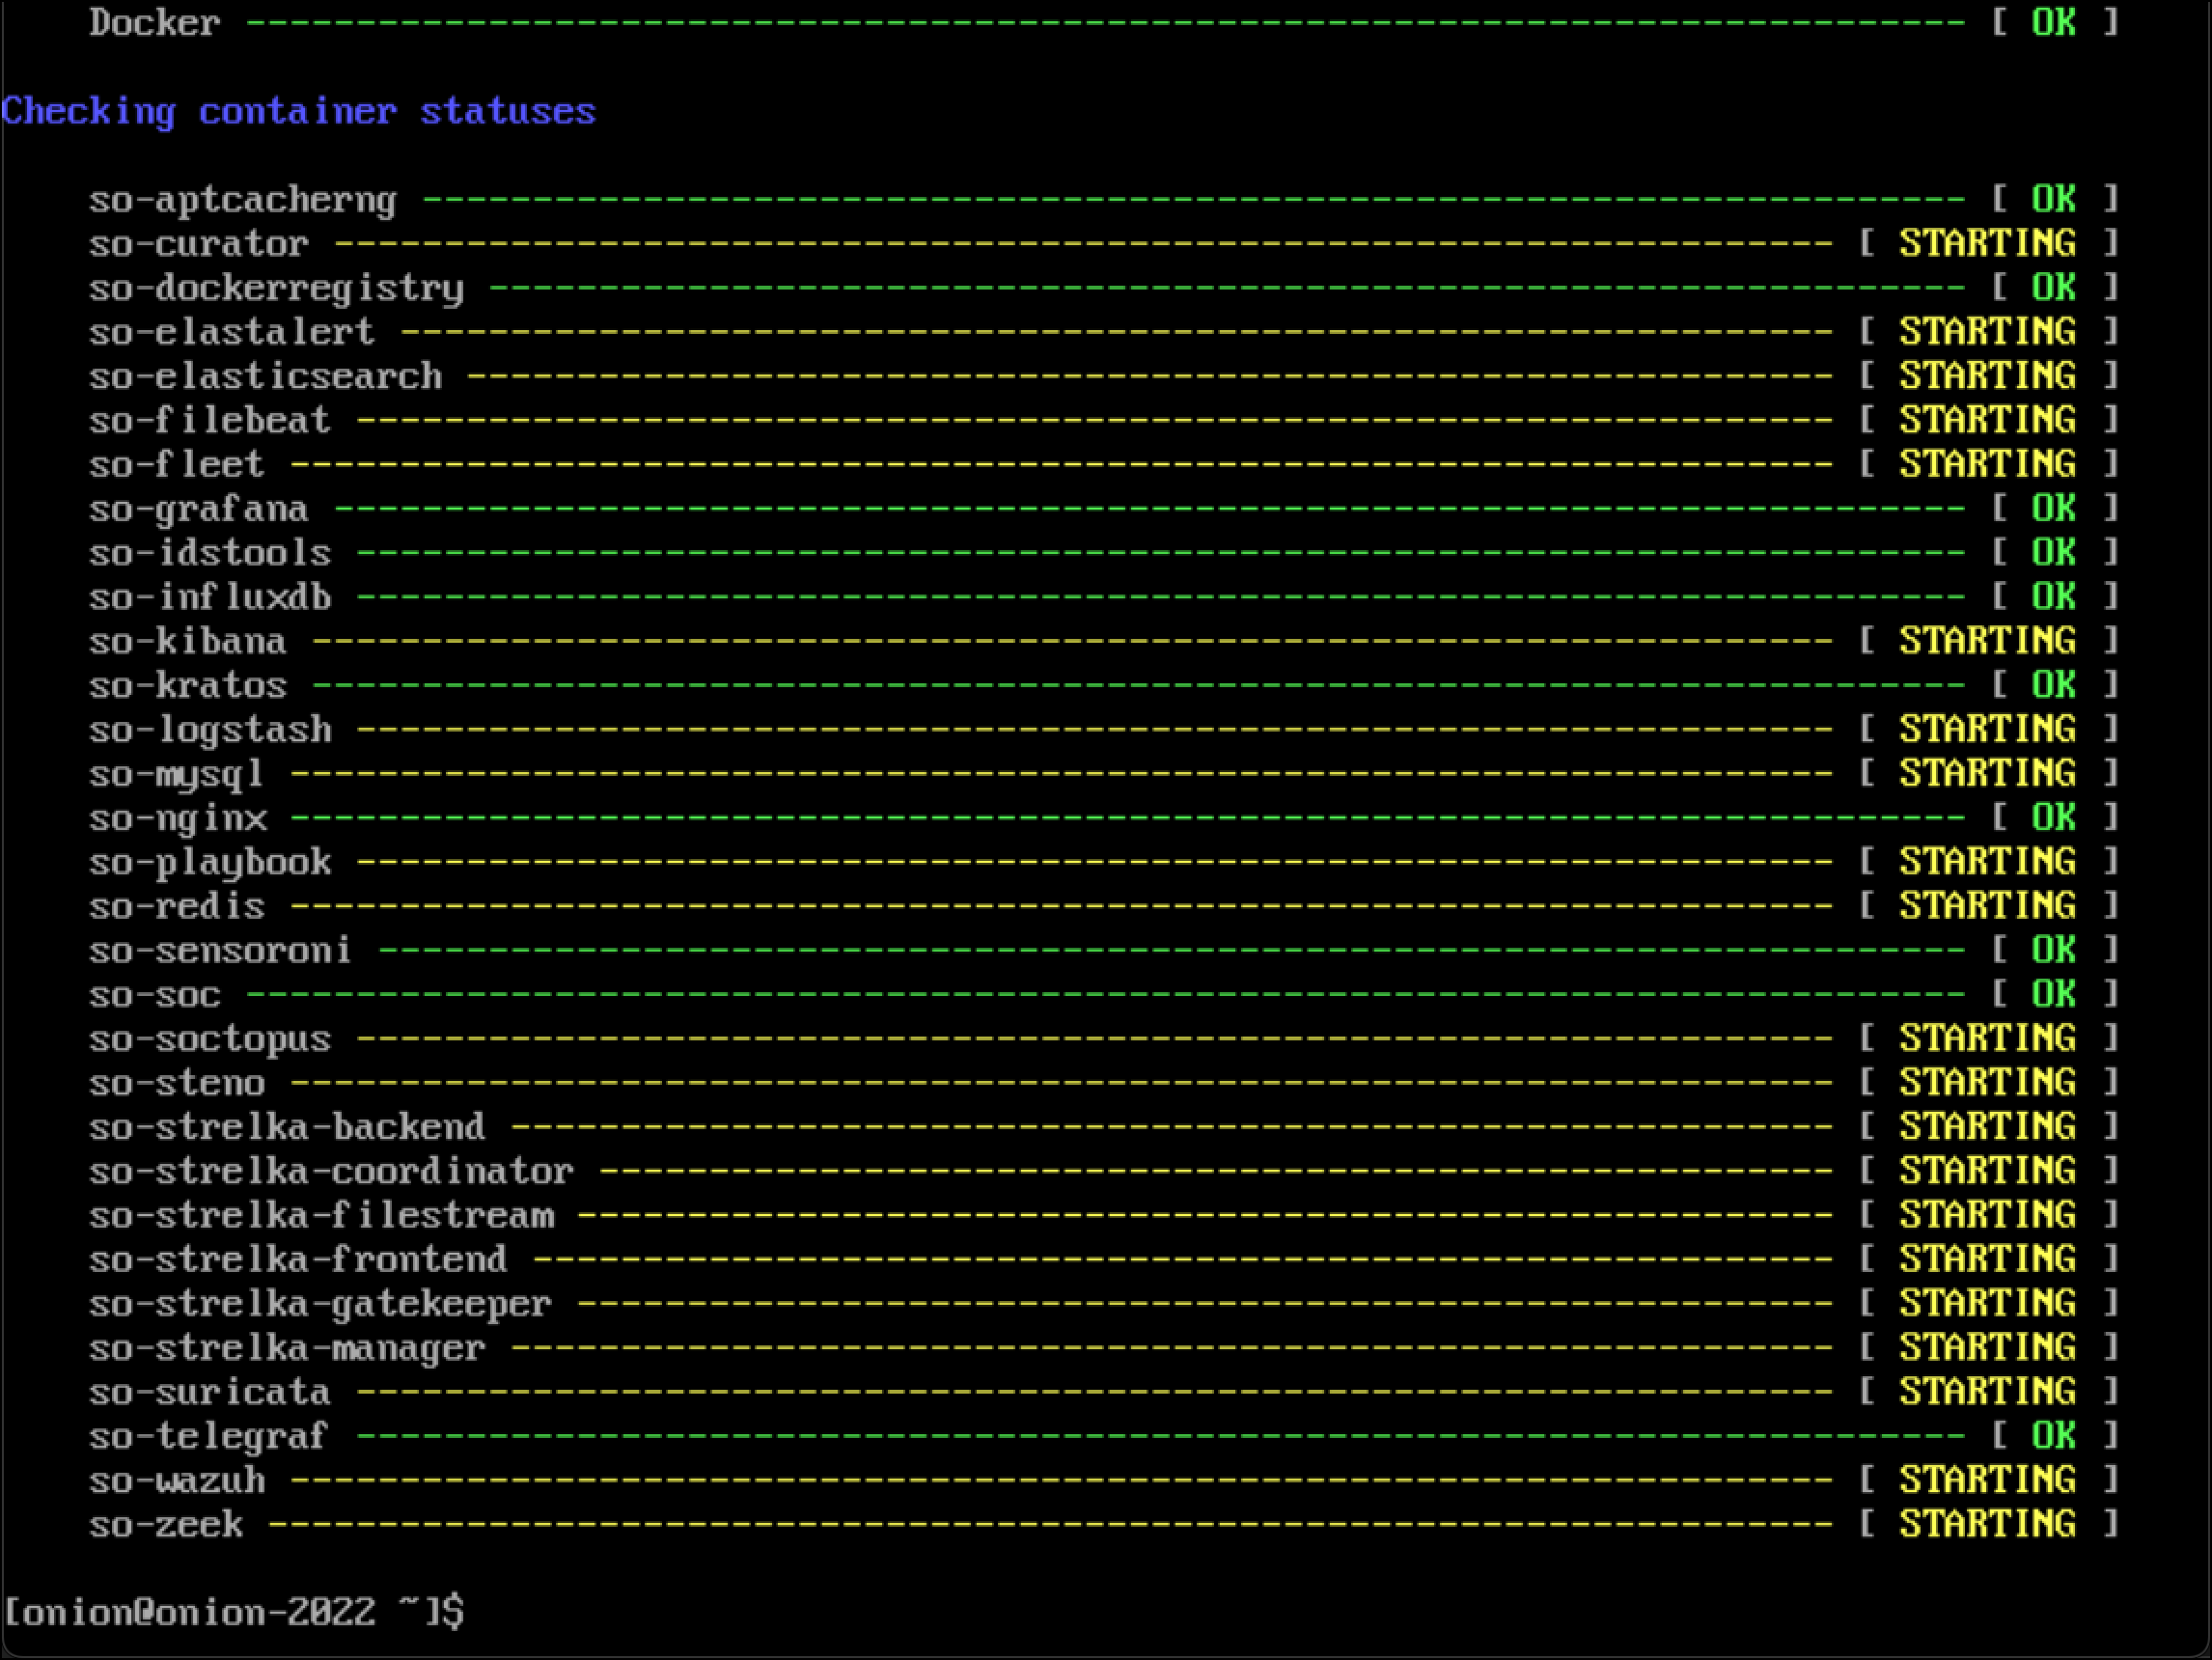 Docker ------------------------------------------------------------------------------ [ OK ]
Checking container statuses
so-aptcacherng ---------------------------------------------------------------------- [ OK ]
so-curator -------------------------------------------------------------------- [ STARTING ]
so-dockerregistry ------------------------------------------------------------------- [ OK ]
so-elastalert ----------------------------------------------------------------- [ STARTING ]
so-elasticsearch -------------------------------------------------------------- [ STARTING ]
so-filebeat ------------------------------------------------------------------- [ STARTING ]
so-fleet ---------------------------------------------------------------------- [ STARTING ]
so-grafana -------------------------------------------------------------------------- [ OK ]
so-idstools ------------------------------------------------------------------------- [ OK ]
so-influxdb ------------------------------------------------------------------------- [ OK ]
so-kibana --------------------------------------------------------------------- [ STARTING ]
so-kratos --------------------------------------------------------------------------- [ OK ]
so-logstash ------------------------------------------------------------------- [ STARTING ]
so-mysql ---------------------------------------------------------------------- [ STARTING ]
so-nginx ---------------------------------------------------------------------------- [ OK ]
so-playbook ------------------------------------------------------------------- [ STARTING ]
so-redis ---------------------------------------------------------------------- [ STARTING ]
so-sensoroni ------------------------------------------------------------------------ [ OK ]
so-soc ------------------------------------------------------------------------------ [ OK ]
so-soctopus ------------------------------------------------------------------- [ STARTING ]
so-steno ---------------------------------------------------------------------- [ STARTING ]
so-strelka-backend ------------------------------------------------------------ [ STARTING ]
so-strelka-coordinator -------------------------------------------------------- [ STARTING ]
so-strelka-filestream --------------------------------------------------------- [ STARTING ]
so-strelka-frontend ----------------------------------------------------------- [ STARTING ]
so-strelka-gatekeeper --------------------------------------------------------- [ STARTING ]
so-strelka-manager ------------------------------------------------------------ [ STARTING ]
so-suricata ------------------------------------------------------------------- [ STARTING ]
so-telegraf ------------------------------------------------------------------------- [ OK ]
so-wazuh ---------------------------------------------------------------------- [ STARTING ]
so-zeek ----------------------------------------------------------------------- [ STARTING ]
[onion@onion-2022 ~]$